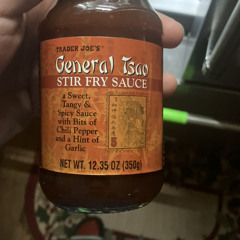 TRADER JOE'S
General Tsao
STIR FRY SAUCE
a Sweet,
Tangy &
Spicy Sauce
with Bits of
Chili Pepper
and a Hint of
Garlic
NET WT. 12.35 OZ (350g)